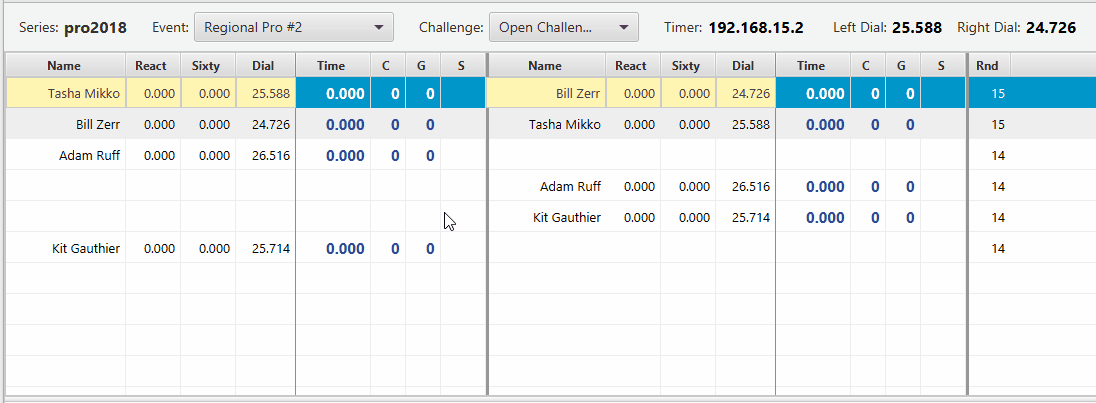 Series: pro2018 Event: Regional Pro #2 Challenge: Open Challen... Timer: 192.168.15.2 Left Dial: 25.588 Right Dial: 24.726
Name React Sixty Dial Time C G S Name React Sixty Dial Time C G S Rnd
Tasha Mikko 0.000 0.000 25.588 0.000 0 0 Bill Zerr 0.000 0.000 24.726 0.000 0 0 15
Bill Zerr 0.000 0.000 24.726 0.000 0 0 Tasha Mikko 0.000 0.000 25.588 0.000 0 0 15
Adam Ruff 0.000 0.000 26.516 0.000 0 0 14
Adam Ruff 0.000 0.000 26.516 0.000 0 0 14
Kit Gauthier 0.000 0.000 25.714 0.000 0 0 14
Kit Gauthier 0.000 0.000 25.714 0.000 0 0 14